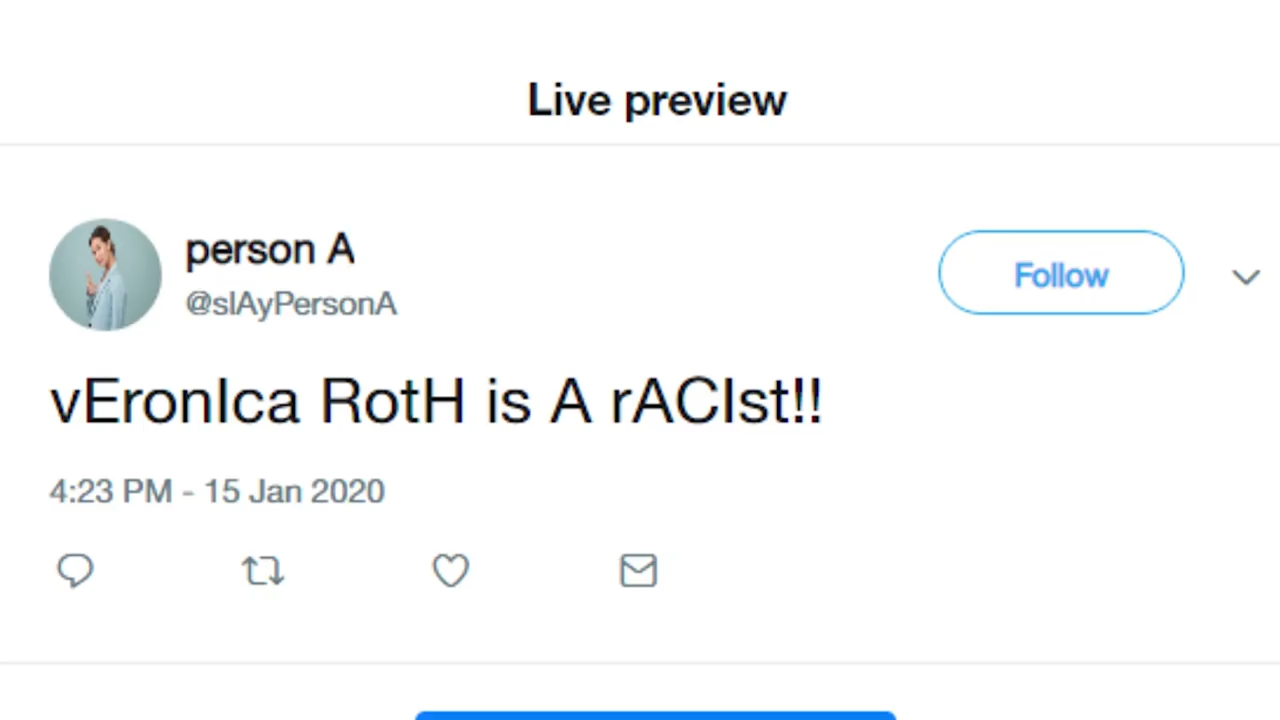 Live preview
person A
@slAyPersonA
Follow
vEronIca RotH is A rACIst!!
4:23 PM - 15 Jan 2020